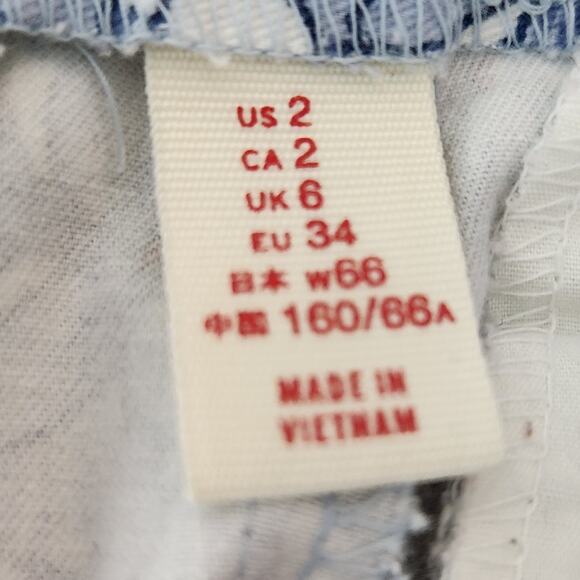 US 2
CA 2
UK 6
EU 34
日本 W66
中国 160/66A
MADE IN
VIETNAM